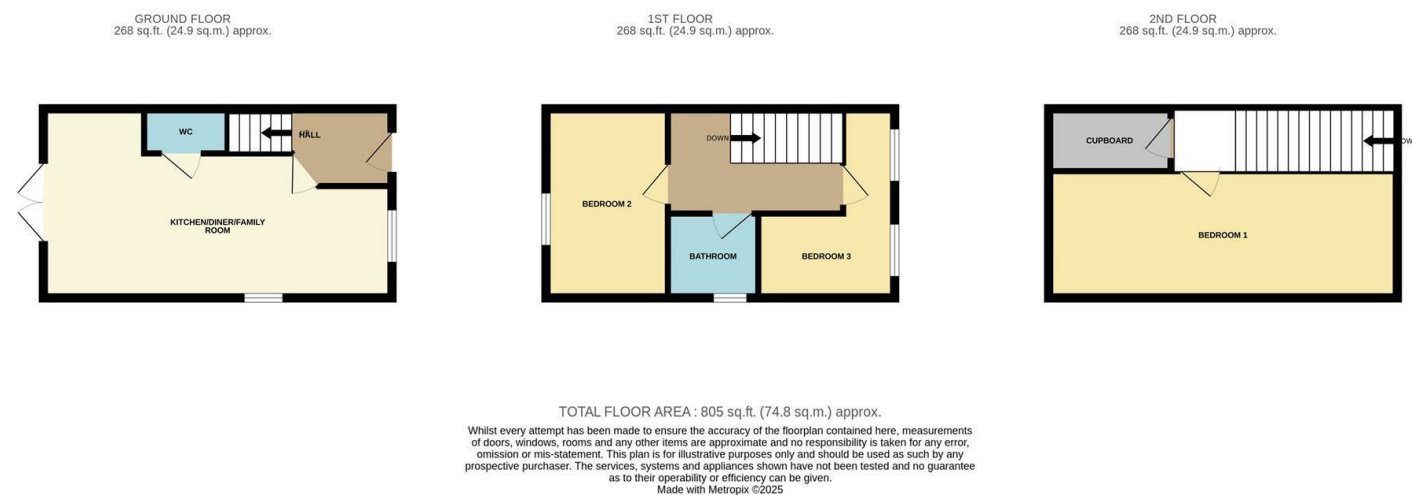 GROUND FLOOR
268 sq.ft. (24.9 sq.m.) approx.
1ST FLOOR
268 sq.ft. (24.9 sq.m.) approx.
2ND FLOOR
268 sq.ft. (24.9 sq.m.) approx.
WC
HALL
KITCHEN/DINER/FAMILY
ROOM
DOWN
BEDROOM 2
BATHROOM
BEDROOM 3
CUPBOARD
BEDROOM 1
TOTAL FLOOR AREA : 805 sq.ft. (74.8 sq.m.) approx.
Whilst every attempt has been made to ensure the accuracy of the floorplan contained here, measurements
of doors, windows, rooms and any other items are approximate and no responsibility is taken for any error,
omission or mis-statement. This plan is for illustrative purposes only and should be used as such by any
prospective purchaser. The services, systems and appliances shown have not been tested and no guarantee
as to their operability or efficiency can be given.
Made with Metropix ©2025